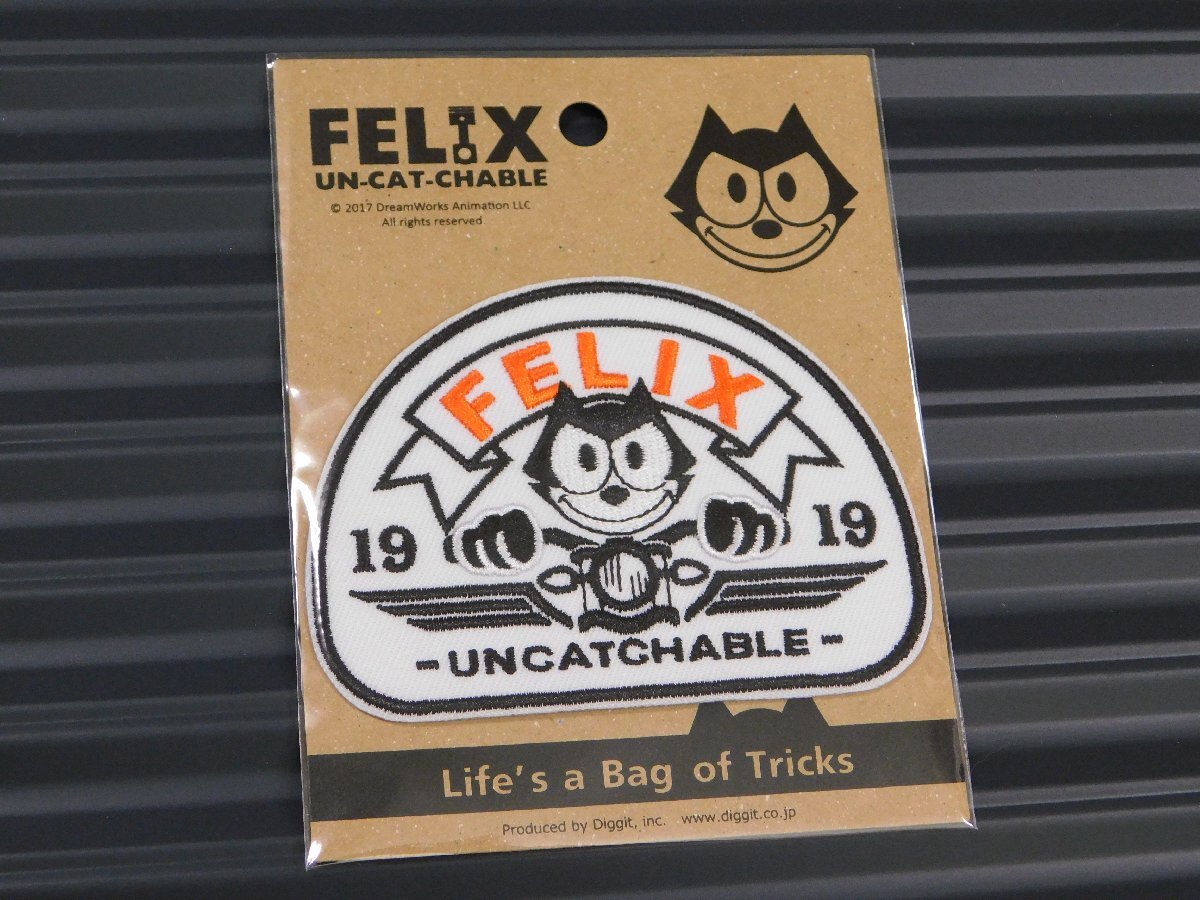 FELIX
UN-CAT-CHABLE
© 2017 DreamWorks Animation LLC
All rights reserved
FELIX
19 19
- UNCATCHABLE -
Life's a Bag of Tricks
Produced by Diggit, inc. www.diggit.co.jp